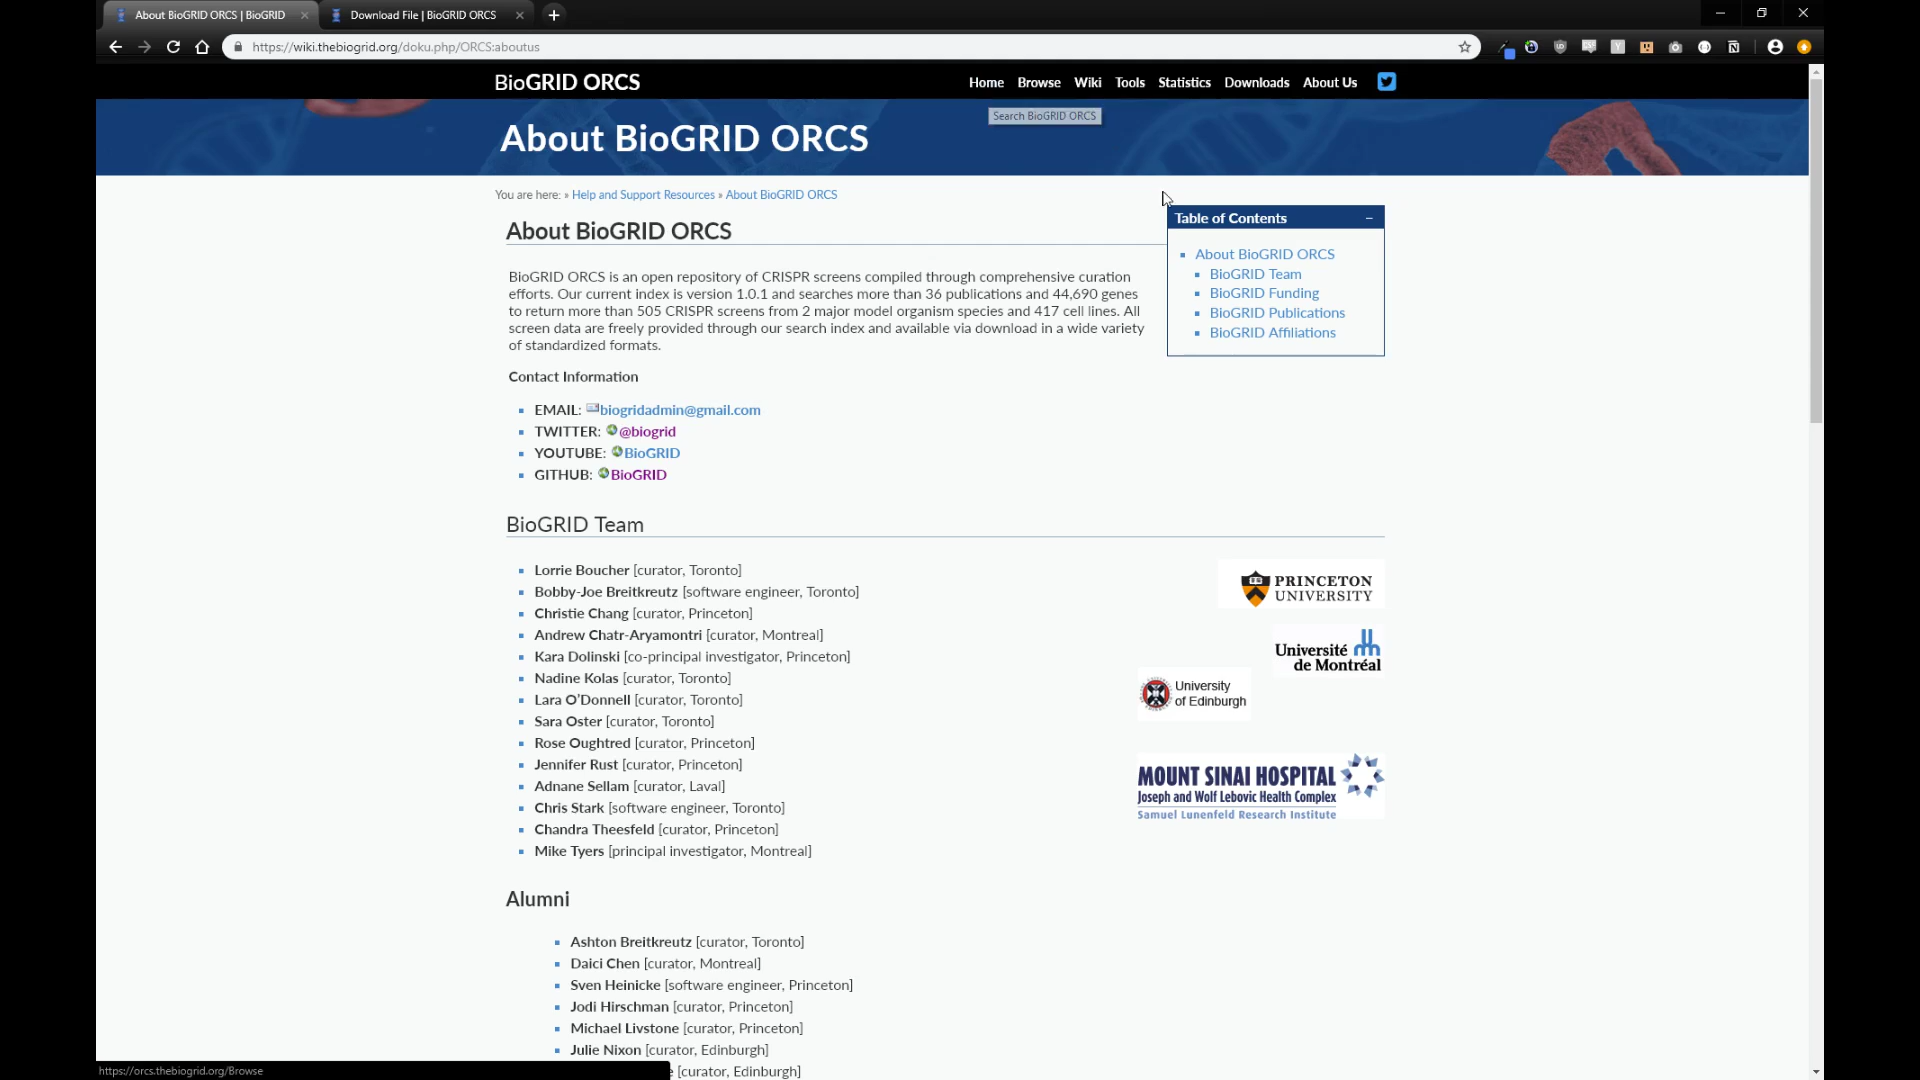 About BioGRID ORCS | BioGRID
Download File | BioGRID ORCS
https://wiki.thebiogrid.org/doku.php/ORCS:aboutus
BioGRID ORCS
Home Browse Wiki Tools Statistics Downloads About Us
Search BioGRID ORCS
About BioGRID ORCS
You are here: » Help and Support Resources » About BioGRID ORCS
About BioGRID ORCS
BioGRID ORCS is an open repository of CRISPR screens compiled through comprehensive curation
efforts. Our current index is version 1.0.1 and searches more than 36 publications and 44,690 genes
to return more than 505 CRISPR screens from 2 major model organism species and 417 cell lines. All
screen data are freely provided through our search index and available via download in a wide variety
of standardized formats.
Table of Contents
About BioGRID ORCS
BioGRID Team
BioGRID Funding
BioGRID Publications
BioGRID Affiliations
Contact Information
EMAIL: biogridadmin@gmail.com
TWITTER: @biogrid
YOUTUBE: BioGRID
GITHUB: BioGRID
BioGRID Team
Lorrie Boucher [curator, Toronto]
Bobby-Joe Breitkreutz [software engineer, Toronto]
Christie Chang [curator, Princeton]
Andrew Chatr-Aryamontri [curator, Montreal]
Kara Dolinski [co-principal investigator, Princeton]
Nadine Kolas [curator, Toronto]
Lara O’Donnell [curator, Toronto]
Sara Oster [curator, Toronto]
Rose Oughtred [curator, Princeton]
Jennifer Rust [curator, Princeton]
Adnane Sellam [curator, Laval]
Chris Stark [software engineer, Toronto]
Chandra Theesfeld [curator, Princeton]
Mike Tyers [principal investigator, Montreal]
PRINCETON
UNIVERSITY
Université
de Montréal
University
of Edinburgh
MOUNT SINAI HOSPITAL
Joseph and Wolf Lebovic Health Complex
Samuel Lunenfeld Research Institute
Alumni
Ashton Breitkreutz [curator, Toronto]
Daici Chen [curator, Montreal]
Sven Heinicke [software engineer, Princeton]
Jodi Hirschman [curator, Princeton]
Michael Livstone [curator, Princeton]
Julie Nixon [curator, Edinburgh]
[curator, Edinburgh]
https://orcs.thebiogrid.org/Browse